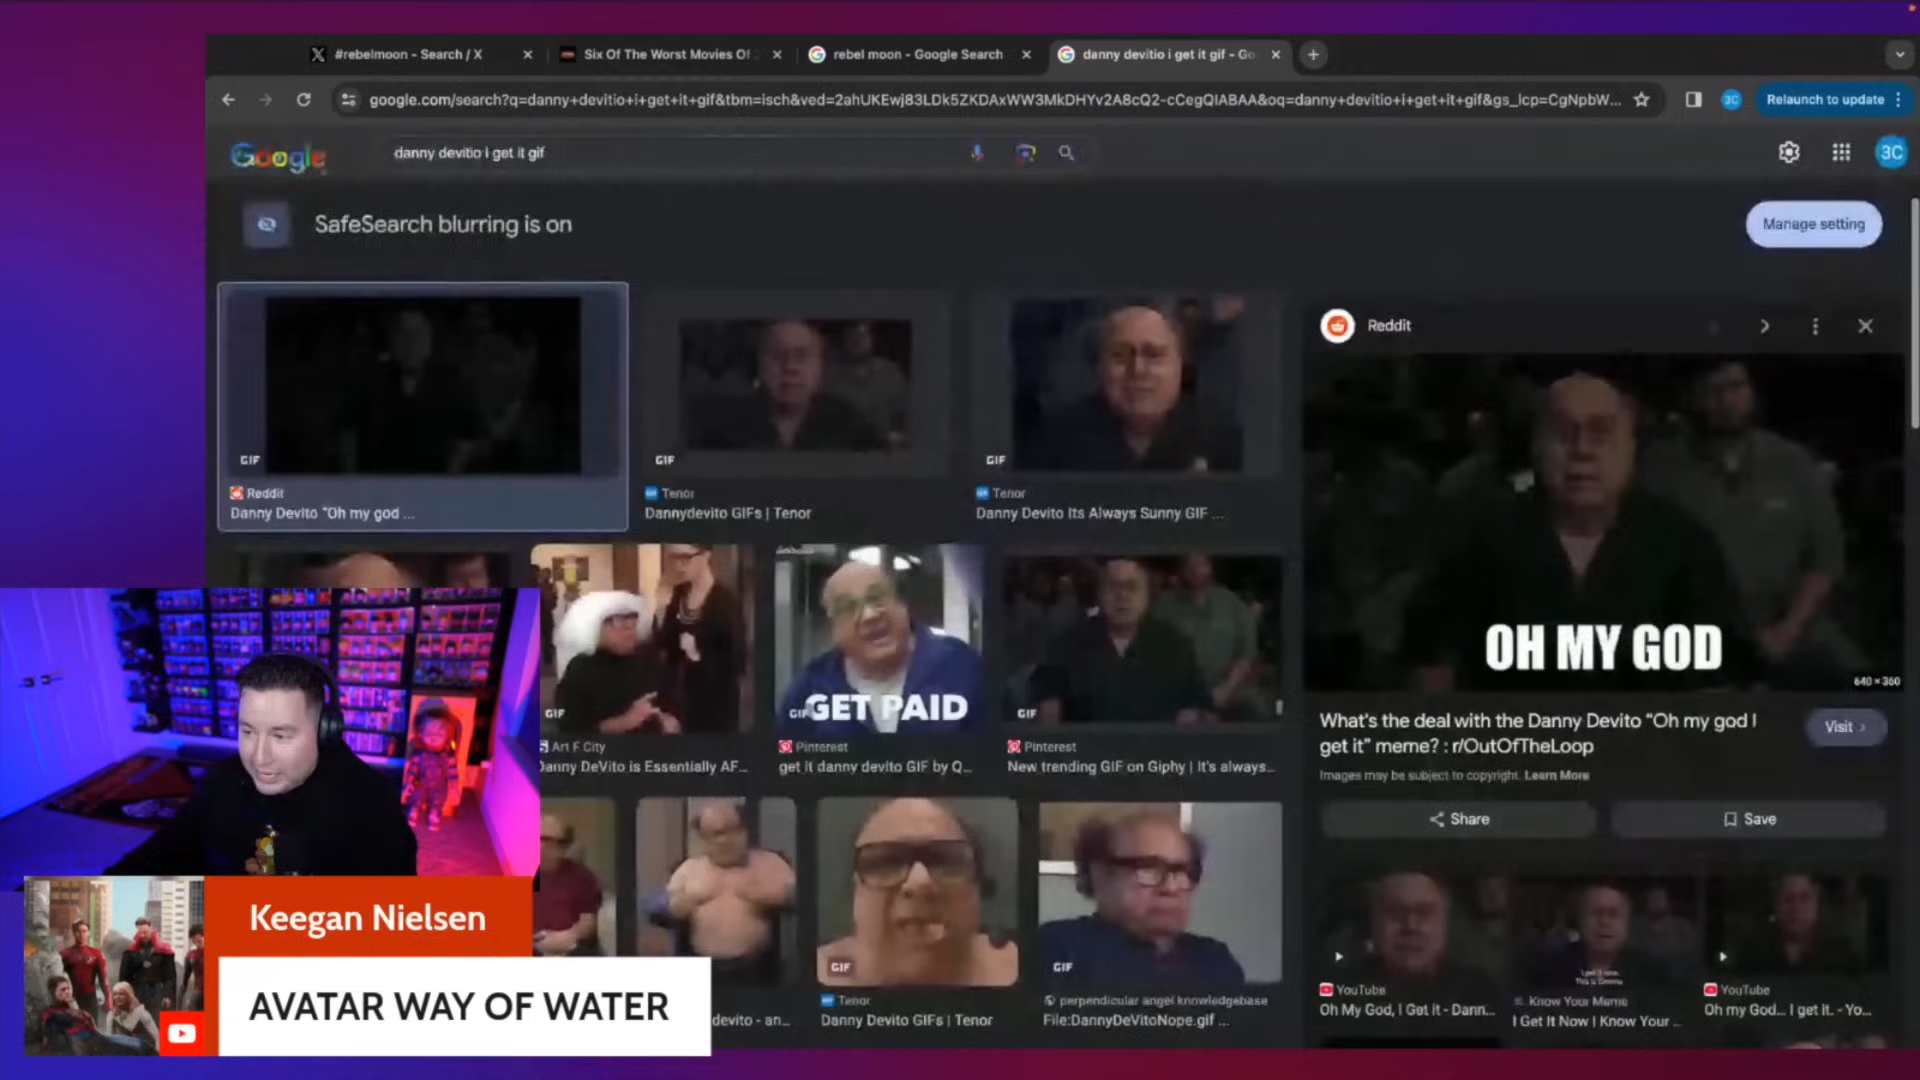 #rebelmoon - Search / X
Six Of The Worst Movies Of
rebel moon - Google Search
danny devitio i get it gif - Go
google.com/search?q=danny+devitio+i+get+it+gif&tbm=isch&ved=2ahUKEwj83LDk5ZKDAxWW3MkDHYv2A8cQ2-cCegQIABAA&oq=danny+devitio+i+get+it+gif&gs_lcp=CgNpbW...
3C
Relaunch to update
Google
danny devitio i get it gif
3C
SafeSearch blurring is on
Manage setting
Reddit
GIF
GIF
GIF
Reddit
Danny Devito "Oh my god ...
Tenor
Dannydevito GIFs | Tenor
Tenor
Danny Devito Its Always Sunny GIF ...
OH MY GOD
640 × 360
What's the deal with the Danny Devito "Oh my god I
get it" meme? : r/OutOfTheLoop
Visit
Images may be subject to copyright. Learn More
Share
Save
GIF
GIF
GET PAID
GIF
Art F City
Danny DeVito is Essentially AF...
Pinterest
get it danny devito GIF by Q...
Pinterest
New trending GIF on Giphy | It's always...
GIF
GIF
devito - an...
Tenor
Danny Devito GIFs | Tenor
perpendicular angel knowledgebase
File:DannyDeVitoNope.gif ...
YouTube
Oh My God, I Get it - Dann...
Know Your Meme
I Get It Now | Know Your ...
YouTube
Oh my God... I get it. - Yo...
Keegan Nielsen
AVATAR WAY OF WATER